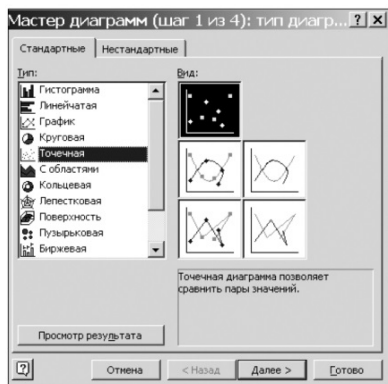 Мастер диаграмм (шаг 1 из 4): тип диагр...
Стандартные
Нестандартные
Тип:
Гистограмма
Линейчатая
График
Круговая
Точечная
С областями
Кольцевая
Лепестковая
Поверхность
Пузырьковая
Биржевая
Вид:
Точечная диаграмма позволяет
сравнить пары значений.
Просмотр результата
Отмена
< Назад
Далее >
Готово